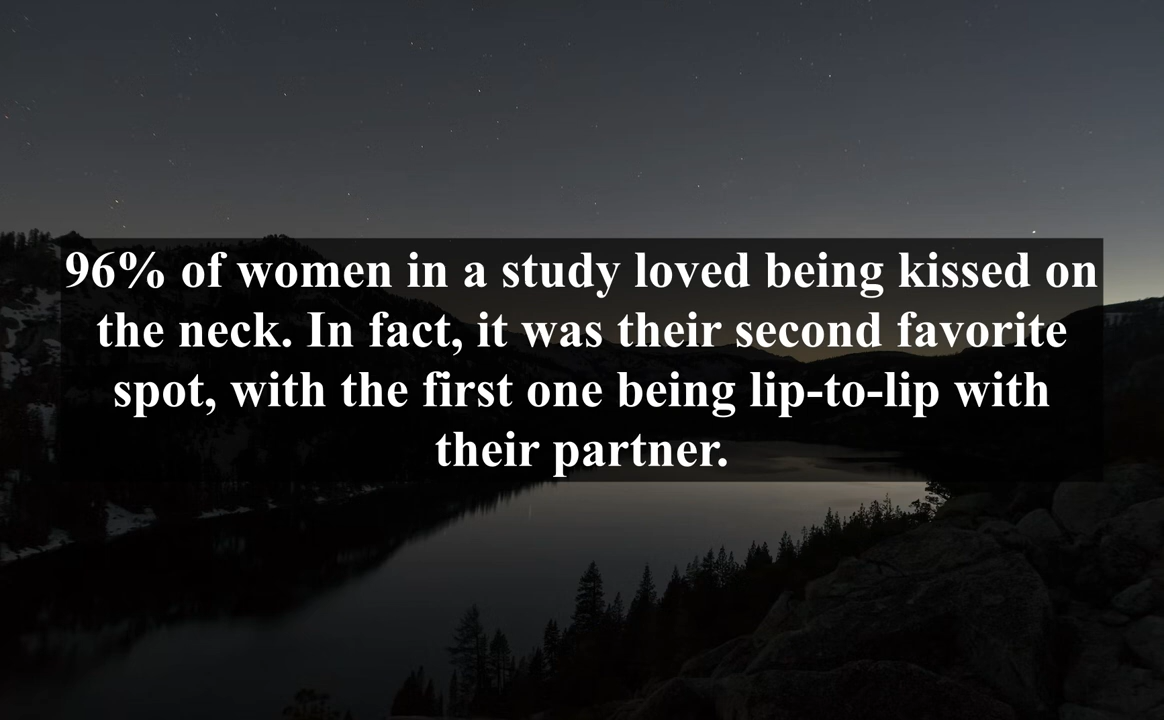 96% of women in a study loved being kissed on
the neck. In fact, it was their second favorite
spot, with the first one being lip-to-lip with
their partner.